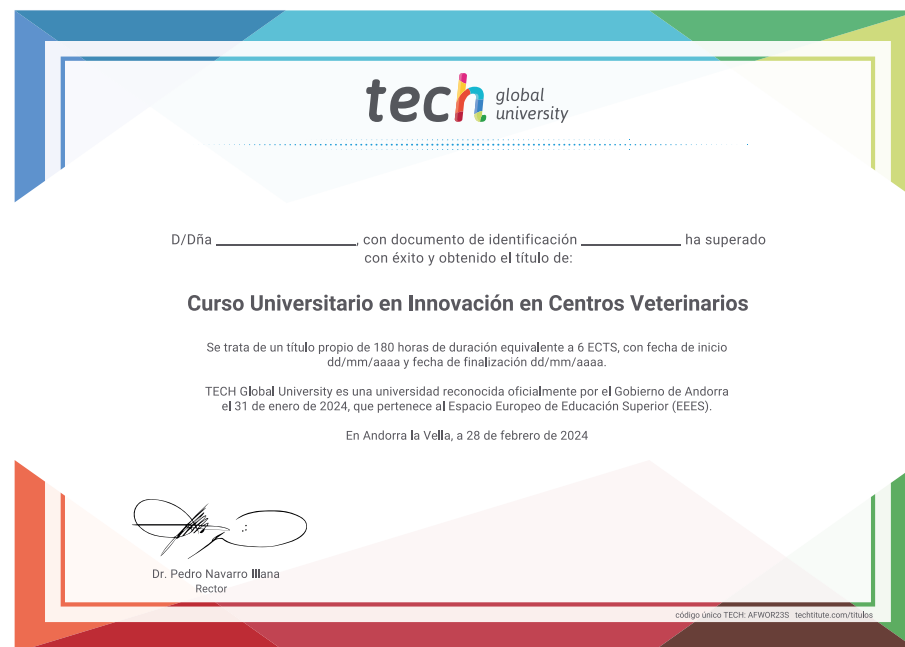 tech global university
D/Dña ________________, con documento de identificación ____________ ha superado
con éxito y obtenido el título de:
Curso Universitario en Innovación en Centros Veterinarios
Se trata de un título propio de 180 horas de duración equivalente a 6 ECTS, con fecha de inicio
dd/mm/aaaa y fecha de finalización dd/mm/aaaa.
TECH Global University es una universidad reconocida oficialmente por el Gobierno de Andorra
el 31 de enero de 2024, que pertenece al Espacio Europeo de Educación Superior (EEES).
En Andorra la Vella, a 28 de febrero de 2024
Dr. Pedro Navarro Illana
Rector
código único TECH: AFWOR23S techtitute.com/titulos